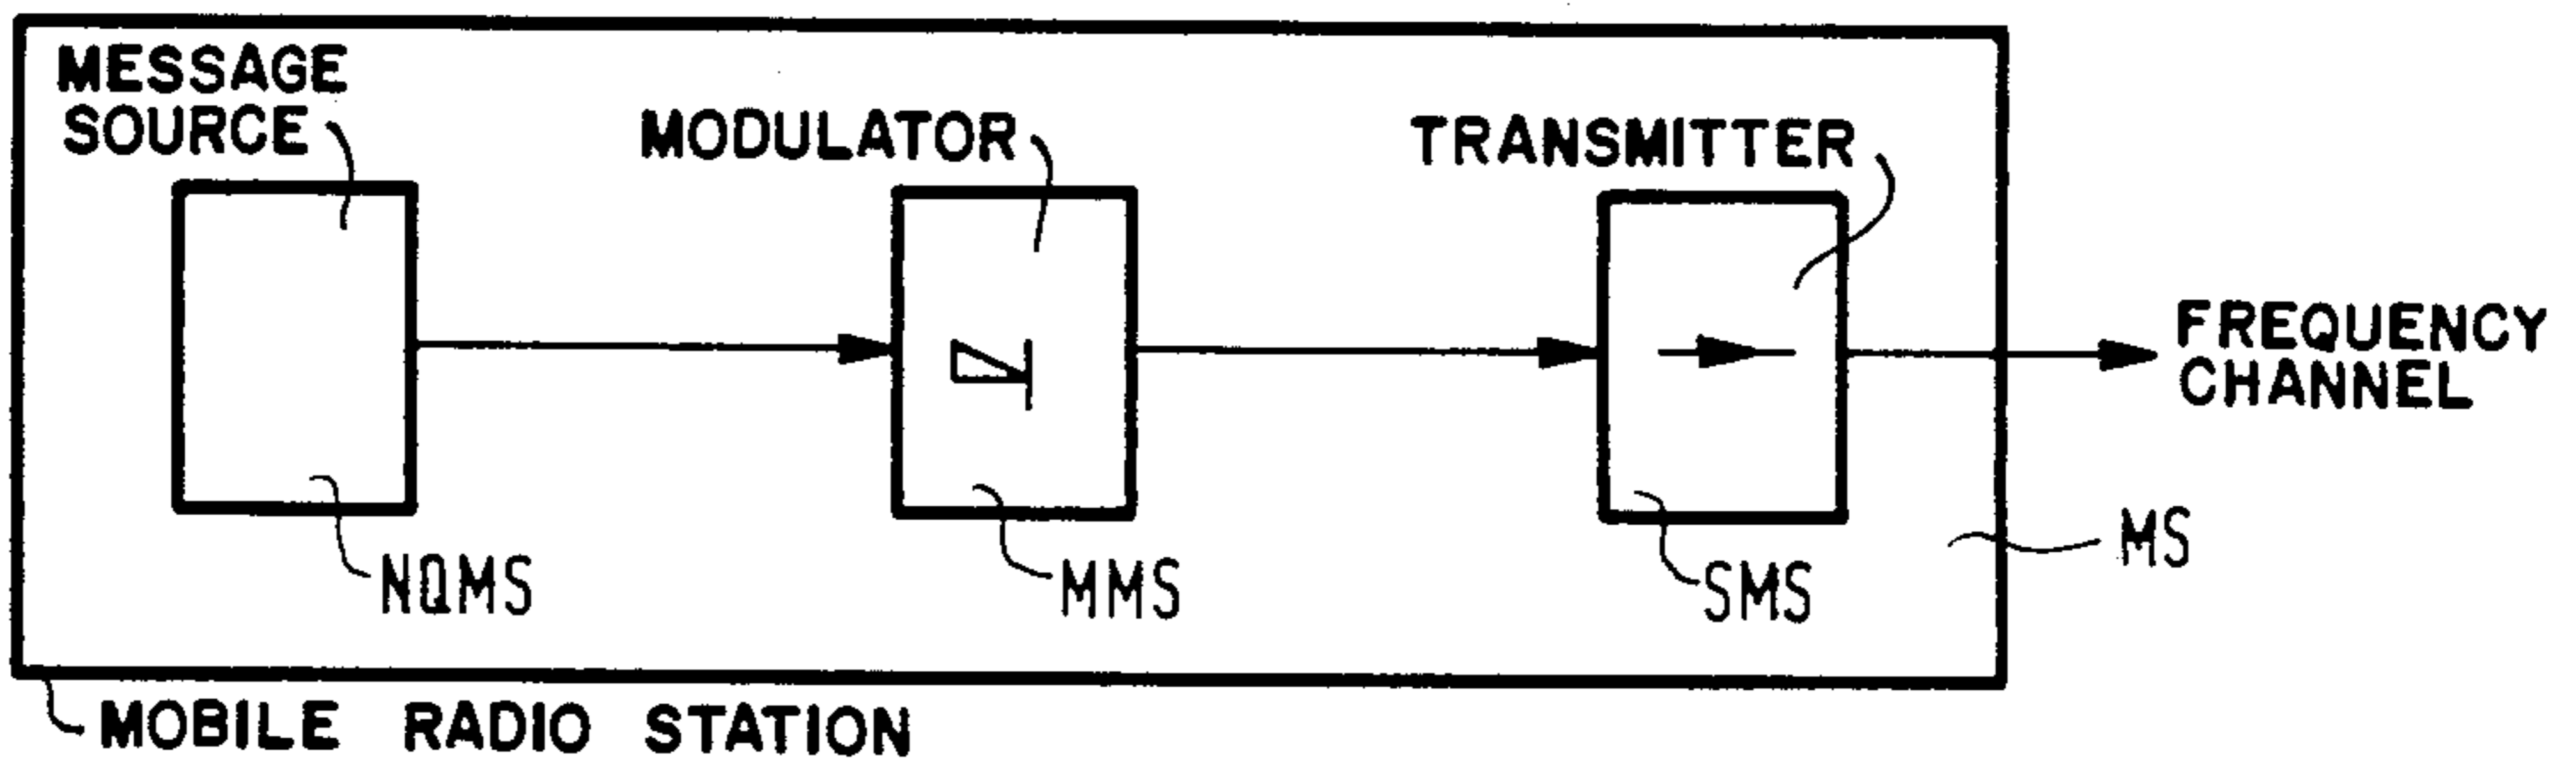 MESSAGE
SOURCE
MODULATOR
TRANSMITTER
FREQUENCY
CHANNEL
NQMS
MMS
SMS
MS
MOBILE RADIO STATION